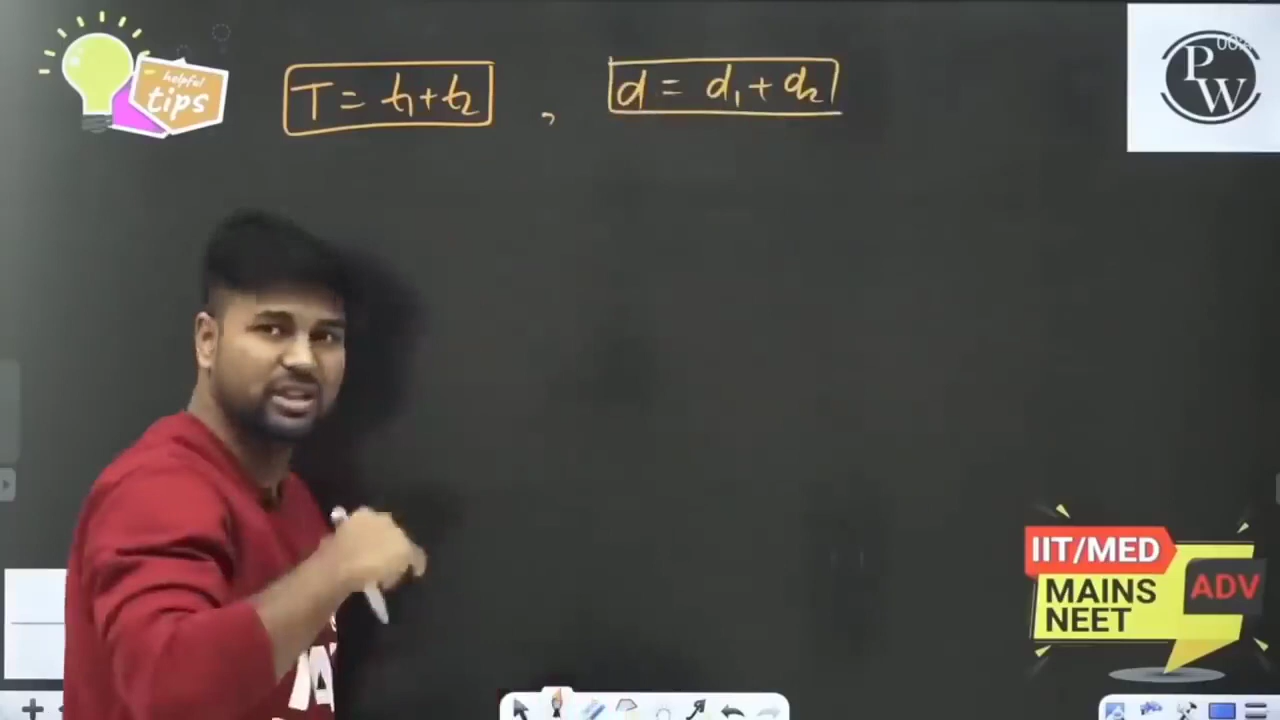 helpful
tips
T = t₁ + t₂ , d = d₁ + d₂
PW
IIT/MED
MAINS
NEET
ADV